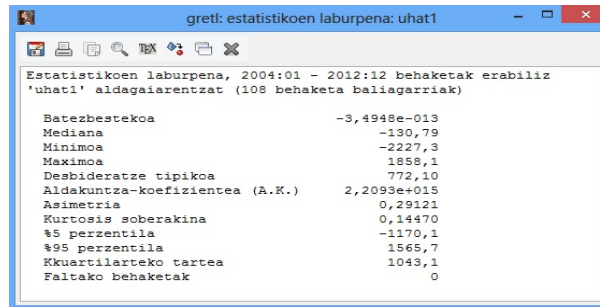 gretl: estatistikoen laburpena: uhat1
TEX
Estatistikoen laburpena, 2004:01 - 2012:12 behaketak erabiliz
'uhat1' aldagaiarentzat (108 behaketa baliagarriak)
Batezbestekoa -3,4948e-013
Mediana -130,79
Minimoa -2227,3
Maximoa 1858,1
Desbideratze tipikoa 772,10
Aldakuntza-koefizientea (A.K.) 2,2093e+015
Asimetria 0,29121
Kurtosis soberakina 0,14470
%5 perzentila -1170,1
%95 perzentila 1565,7
Kkuartilarteko tartea 1043,1
Faltako behaketak 0